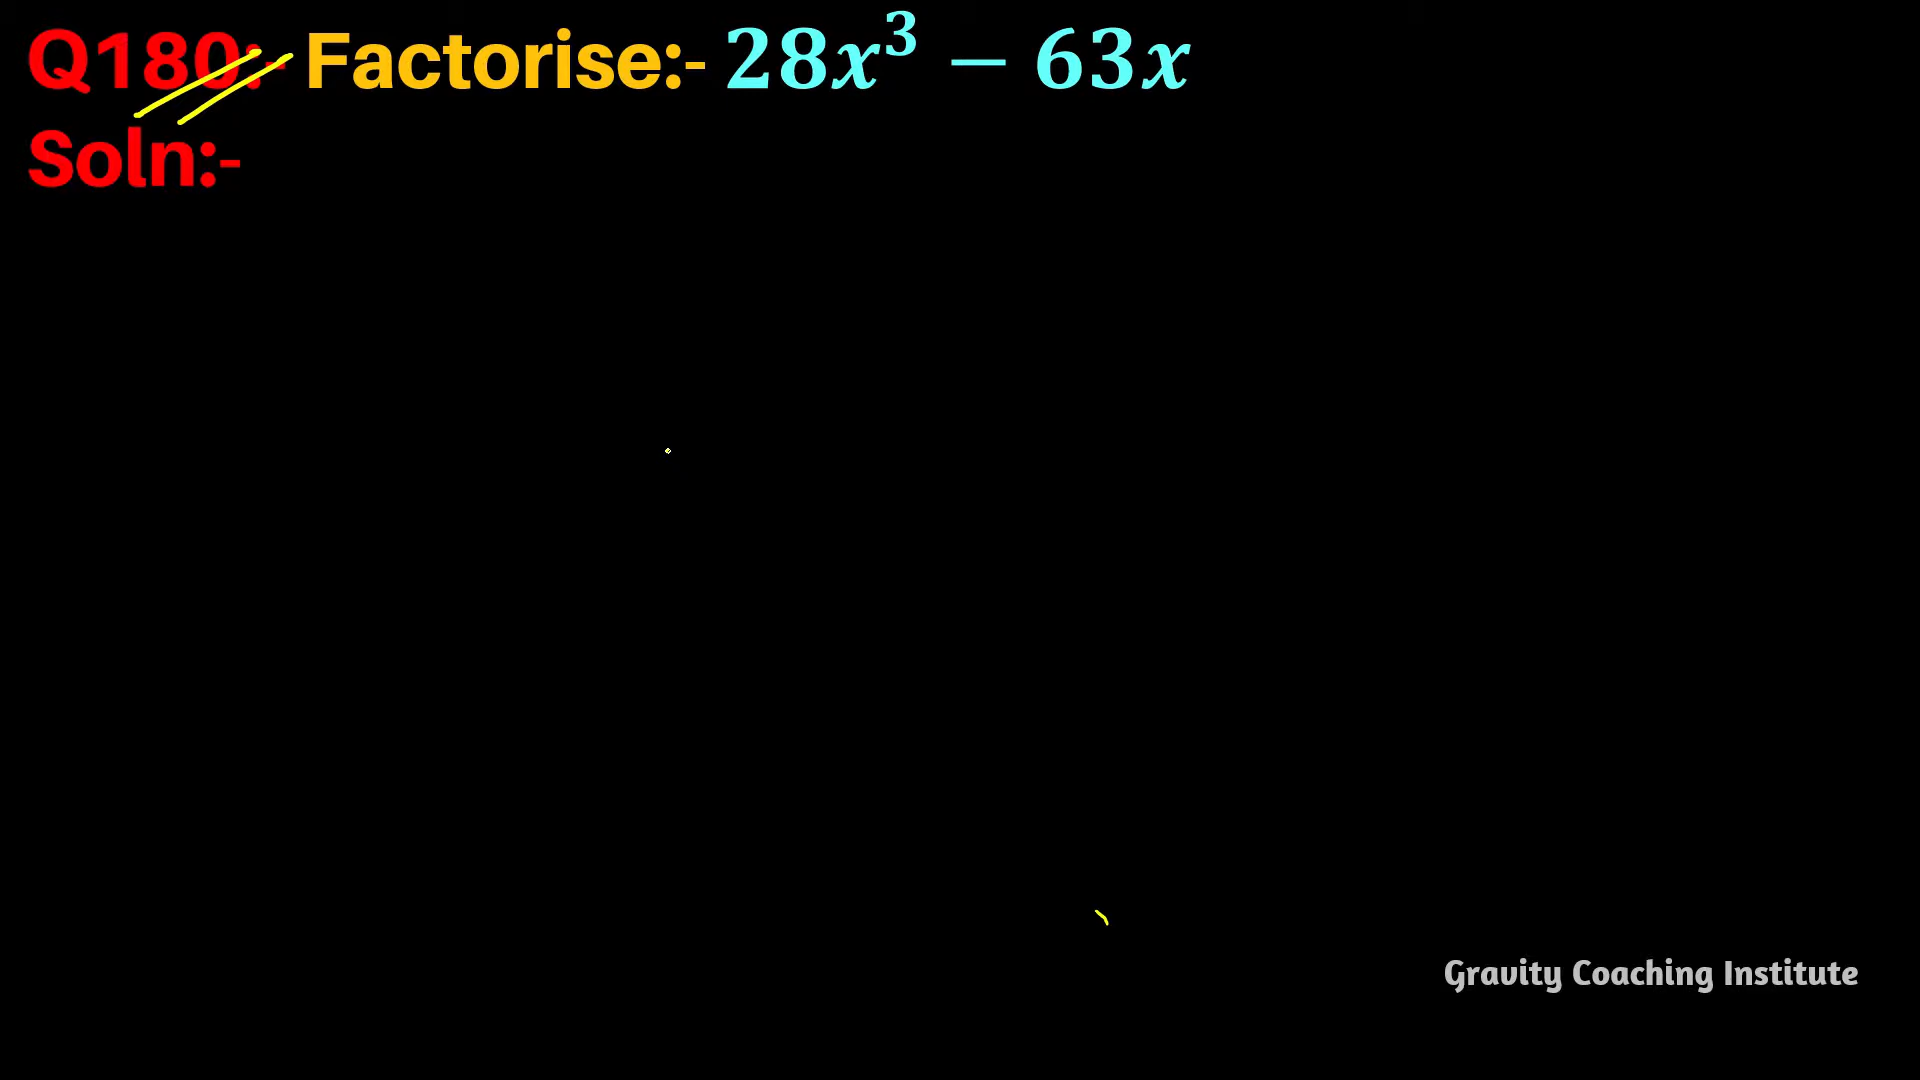 Q180:- Factorise:- 28x³ − 63x
Soln:-
Gravity Coaching Institute